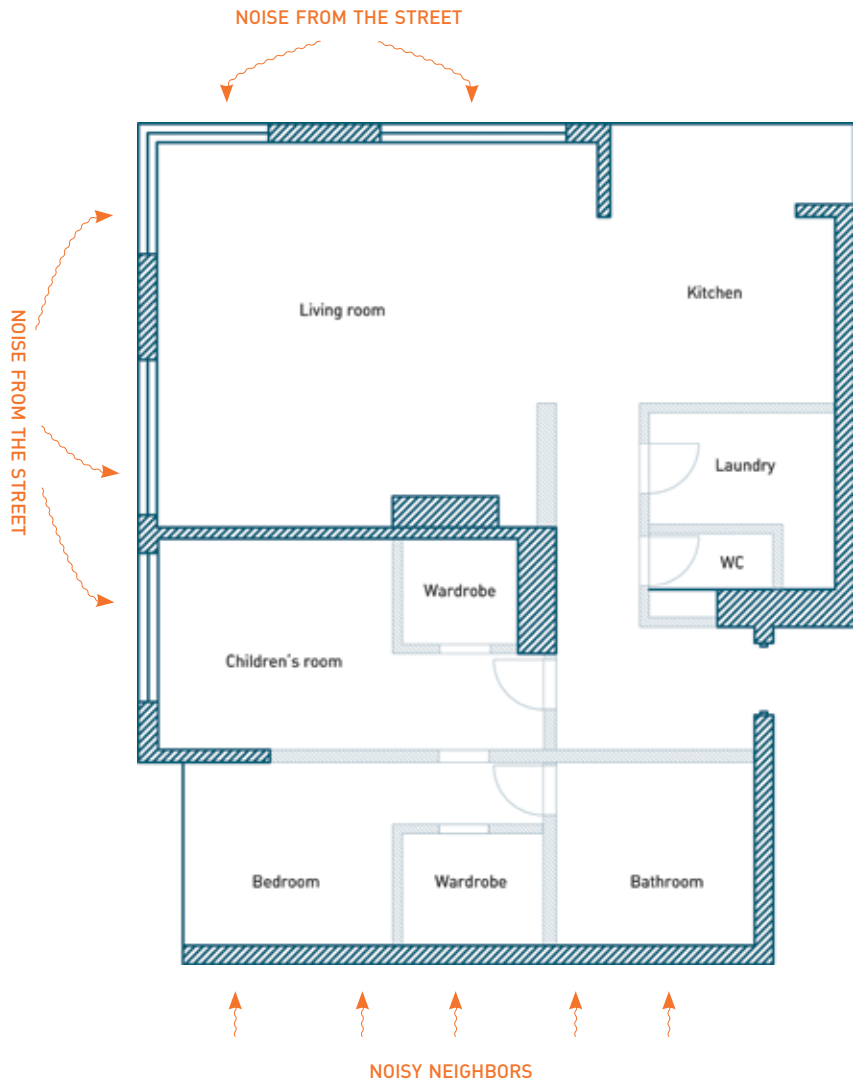 NOISE FROM THE STREET
NOISE FROM THE STREET
Living room
Kitchen
Laundry
WC
Wardrobe
Children's room
Bedroom
Wardrobe
Bathroom
NOISY NEIGHBORS